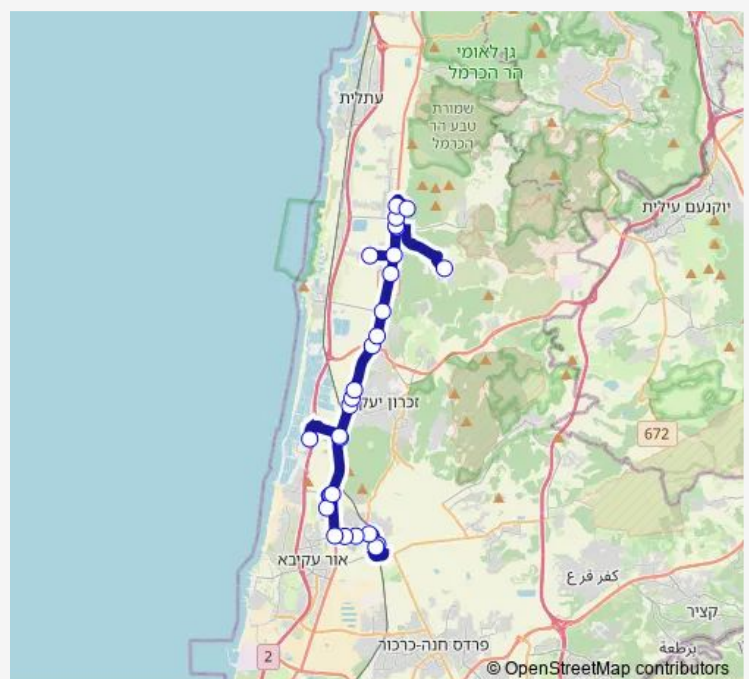 גן לאומי
הר הכרמל
עתלית
שמורת
טבע הר
הכרמל
יוקנעם עילית
זכרון יעק
672
אור עקיבא
כפר קרע
קציר
ברטעה
פרדס חנה-כרכור
2
© OpenStreetMap contributors